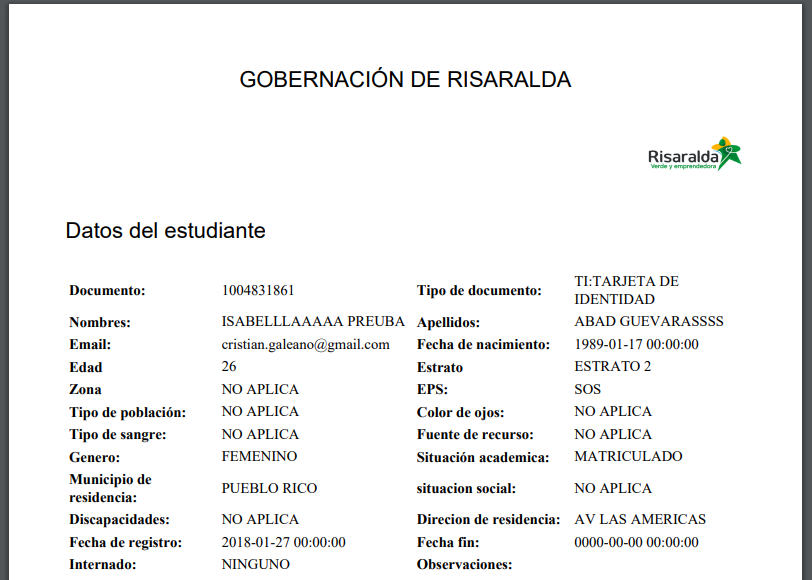 GOBERNACIÓN DE RISARALDA
Risaralda
Verde y emprendedora
Datos del estudiante
Documento: 1004831861 Tipo de documento: TI:TARJETA DE IDENTIDAD
Nombres: ISABELLLAAAAA PREUBA Apellidos: ABAD GUEVARASSSS
Email: cristian.galeano@gmail.com Fecha de nacimiento: 1989-01-17 00:00:00
Edad 26 Estrato ESTRATO 2
Zona NO APLICA EPS: SOS
Tipo de población: NO APLICA Color de ojos: NO APLICA
Tipo de sangre: NO APLICA Fuente de recurso: NO APLICA
Genero: FEMENINO Situación academica: MATRICULADO
Municipio de residencia: PUEBLO RICO situacion social: NO APLICA
Discapacidades: NO APLICA Direcion de residencia: AV LAS AMERICAS
Fecha de registro: 2018-01-27 00:00:00 Fecha fin: 0000-00-00 00:00:00
Internado: NINGUNO Observaciones: